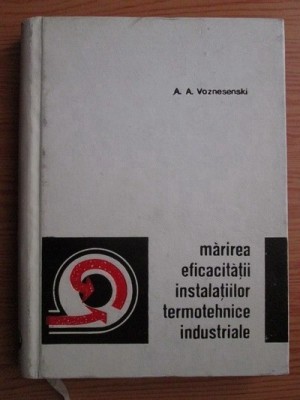 A. A. Voznesenski
mărirea
eficacității
instalațiilor
termotehnice
industriale